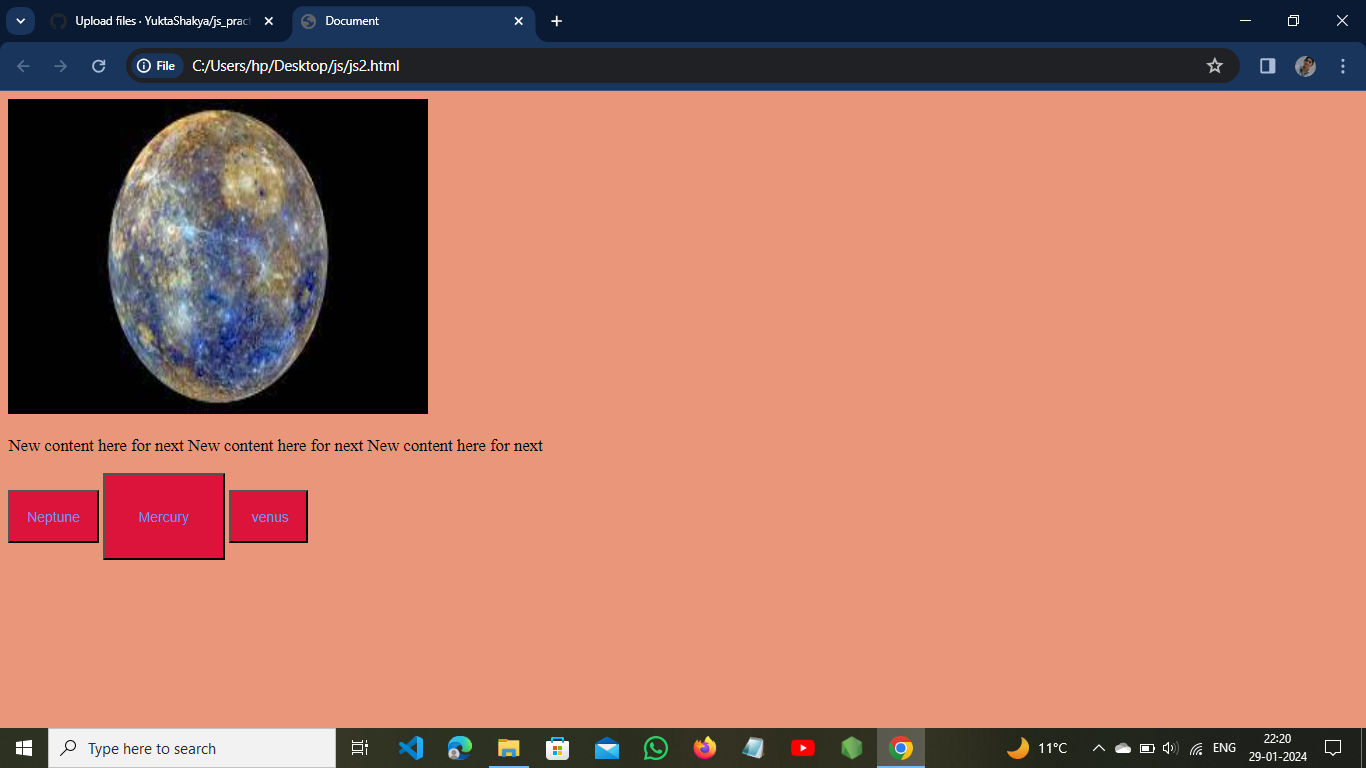 Upload files · YuktaShakya/js_prac
Document
File
C:/Users/hp/Desktop/js/js2.html
New content here for next New content here for next New content here for next
Neptune
Mercury
venus
Type here to search
11°C
ENG
22:20
29-01-2024